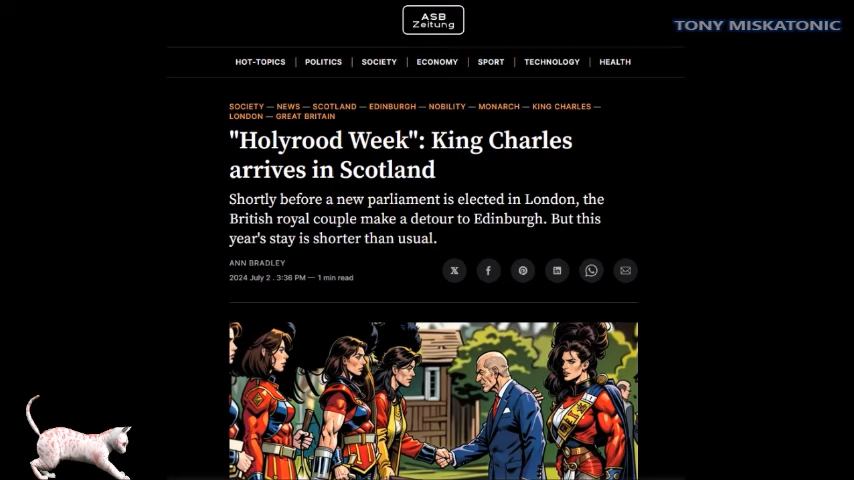 ASB
Zeitung
TONY MISKATONIC
HOT-TOPICS | POLITICS | SOCIETY | ECONOMY | SPORT | TECHNOLOGY | HEALTH
SOCIETY — NEWS — SCOTLAND — EDINBURGH — NOBILITY — MONARCH — KING CHARLES —
LONDON — GREAT BRITAIN
"Holyrood Week": King Charles
arrives in Scotland
Shortly before a new parliament is elected in London, the
British royal couple make a detour to Edinburgh. But this
year's stay is shorter than usual.
ANN BRADLEY
2024 July 2 . 3:36 PM — 1 min read